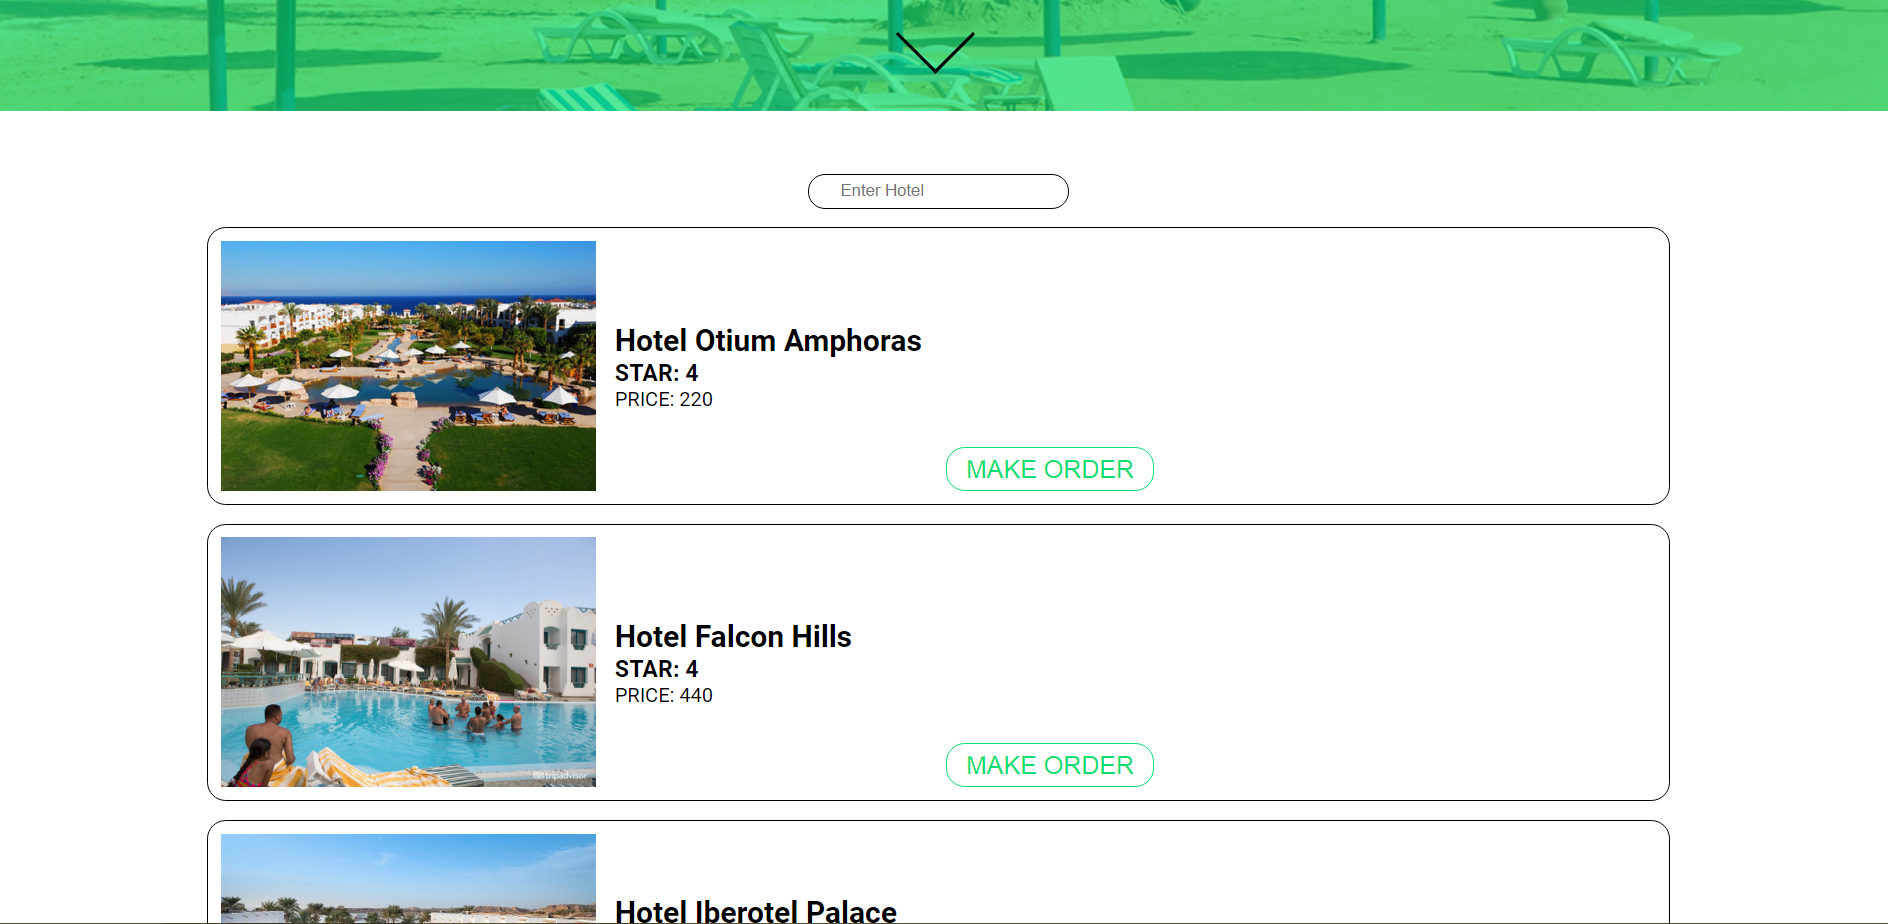 Enter Hotel
Hotel Otium Amphoras
STAR: 4
PRICE: 220
MAKE ORDER
tripadvisor
Hotel Falcon Hills
STAR: 4
PRICE: 440
MAKE ORDER
Hotel Iberotel Palace